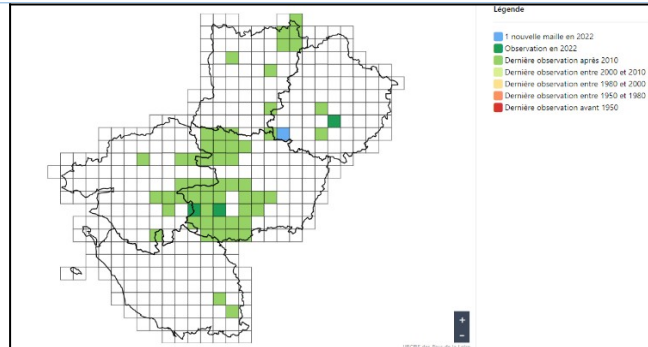 Légende
1 nouvelle maille en 2022
Observation en 2022
Dernière observation après 2010
Dernière observation entre 2000 et 2010
Dernière observation entre 1980 et 2000
Dernière observation entre 1950 et 1980
Dernière observation avant 1950
+
−